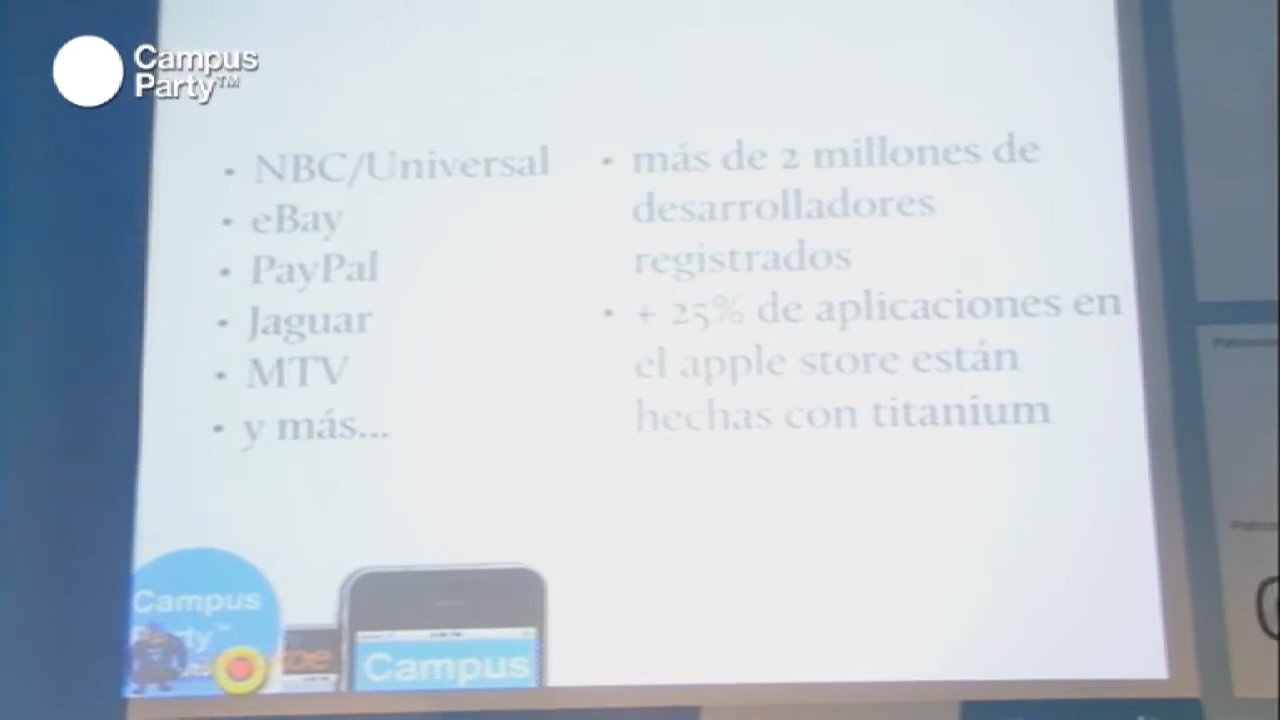 Campus
Party™
• NBC/Universal
• eBay
• PayPal
• Jaguar
• MTV
• y más...
• más de 2 millones de
desarrolladores
registrados
• + 25% de aplicaciones en
el apple store están
hechas con titanium
Campus
Party™
Campus